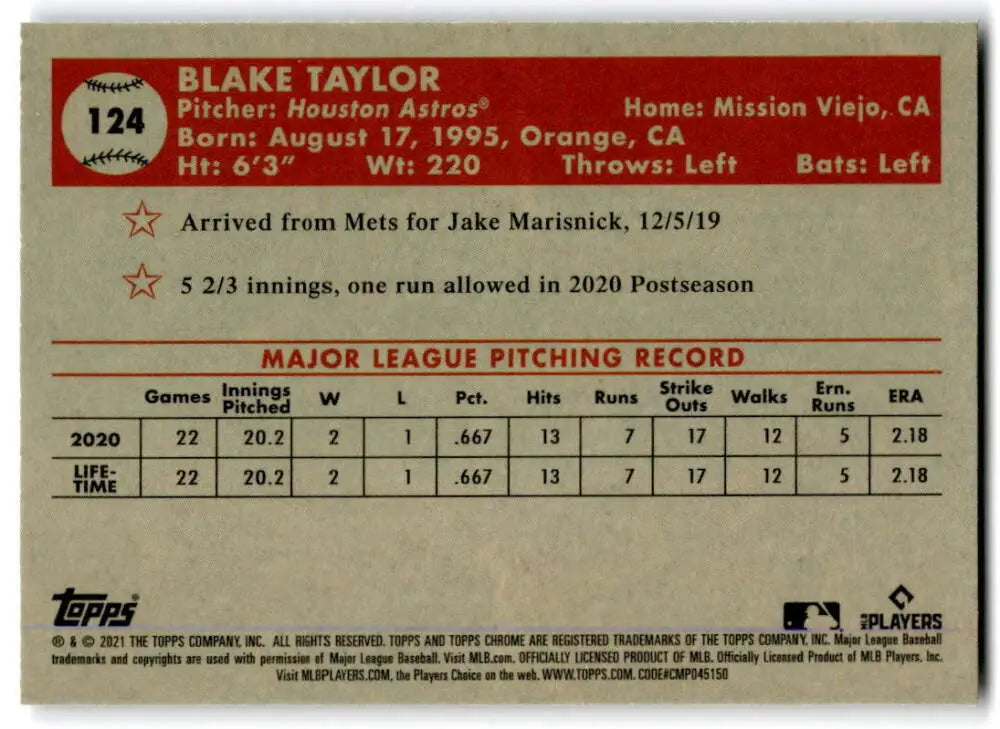 124
BLAKE TAYLOR
Pitcher: Houston Astros® Home: Mission Viejo, CA
Born: August 17, 1995, Orange, CA
Ht: 6'3" Wt: 220 Throws: Left Bats: Left
Arrived from Mets for Jake Marisnick, 12/5/19
5 2/3 innings, one run allowed in 2020 Postseason
MAJOR LEAGUE PITCHING RECORD
Games Innings Pitched W L Pct. Hits Runs Strike Outs Walks Ern. Runs ERA
2020 22 20.2 2 1 .667 13 7 17 12 5 2.18
LIFE-TIME 22 20.2 2 1 .667 13 7 17 12 5 2.18
Topps MLB PLAYERS
® & © 2021 THE TOPPS COMPANY, INC. ALL RIGHTS RESERVED. TOPPS AND TOPPS CHROME ARE REGISTERED TRADEMARKS OF THE TOPPS COMPANY, INC. Major League Baseball
trademarks and copyrights are used with permission of Major League Baseball. Visit MLB.com. OFFICIALLY LICENSED PRODUCT OF MLB. Officially Licensed Product of MLB Players, Inc.
Visit MLBPLAYERS.COM, the Players Choice on the web. WWW.TOPPS.COM. CODE#CMP045150